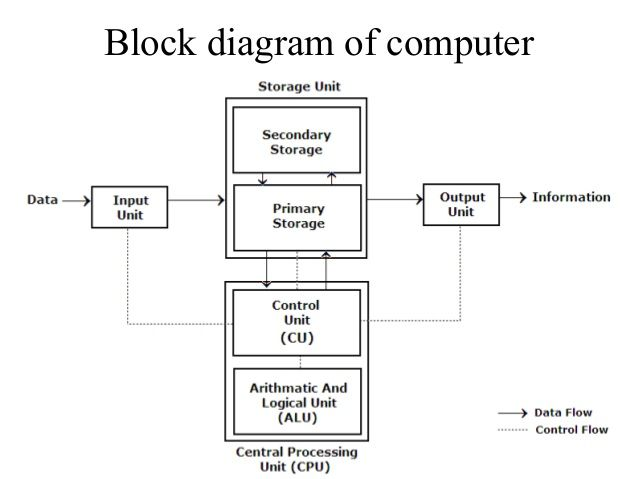 Block diagram of computer
Storage Unit
Secondary
Storage
Data
Input
Unit
Primary
Storage
Output
Unit
Information
Control
Unit
(CU)
Arithmatic And
Logical Unit
(ALU)
Central Processing
Unit (CPU)
Data Flow
Control Flow